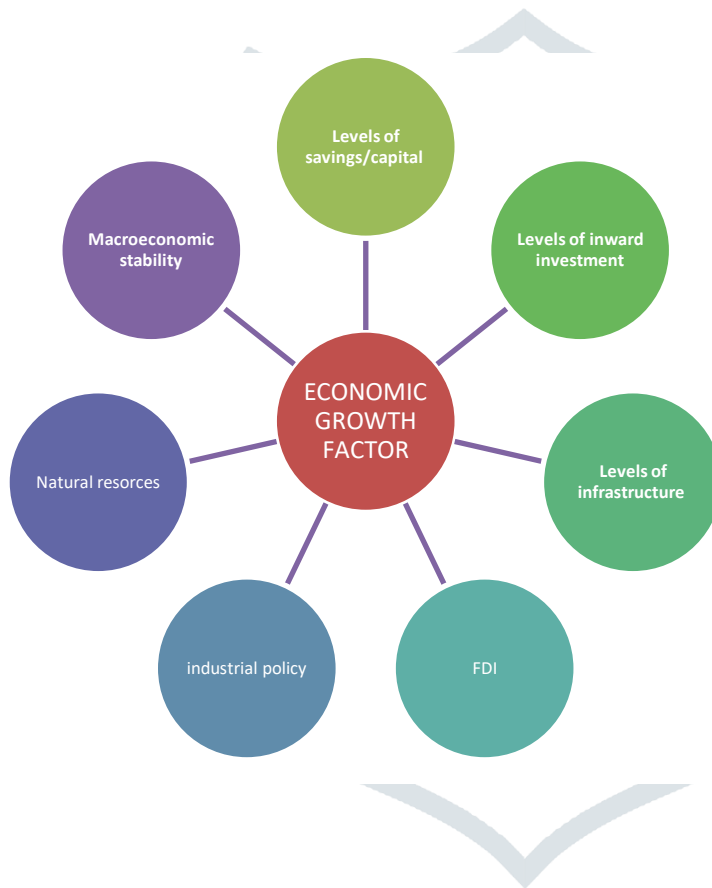 Levels of
savings/capital
Levels of inward
investment
Levels of
infrastructure
FDI
industrial policy
Natural resorces
Macroeconomic
stability
ECONOMIC
GROWTH
FACTOR